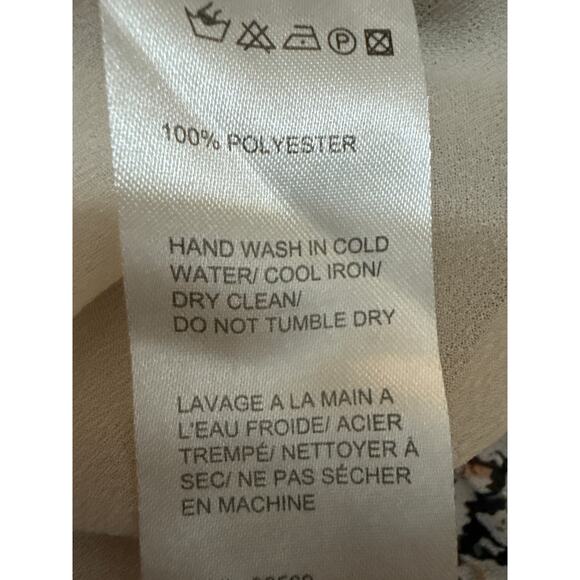 100% POLYESTER
HAND WASH IN COLD
WATER/ COOL IRON/
DRY CLEAN/
DO NOT TUMBLE DRY
LAVAGE A LA MAIN A
L'EAU FROIDE/ ACIER
TREMPÉ/ NETTOYER À
SEC/ NE PAS SÉCHER
EN MACHINE